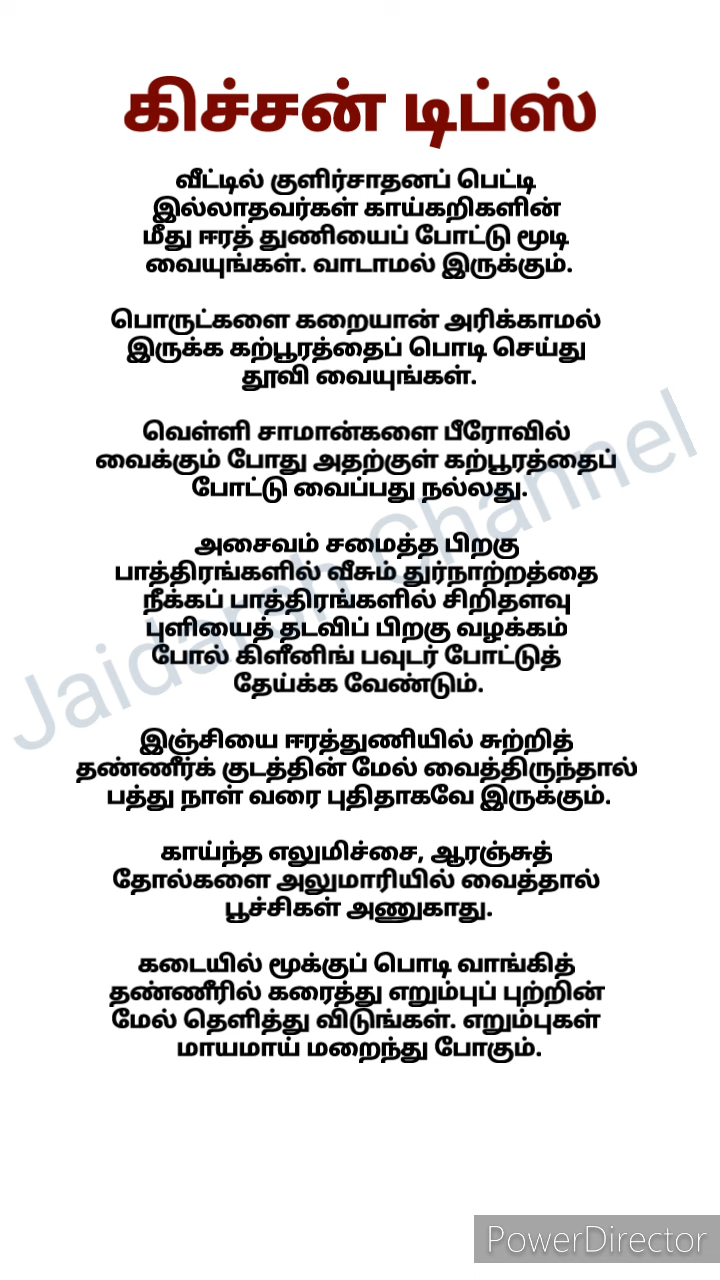 கிச்சன் டிப்ஸ்
வீட்டில் குளிர்சாதனப் பெட்டி
இல்லாதவர்கள் காய்கறிகளின்
மீது ஈரத் துணியைப் போட்டு மூடி
வையுங்கள். வாடாமல் இருக்கும்.
பொருட்களை கறையான் அரிக்காமல்
இருக்க கற்பூரத்தைப் பொடி செய்து
தூவி வையுங்கள்.
வெள்ளி சாமான்களை பீரோவில்
வைக்கும் போது அதற்குள் கற்பூரத்தைப்
போட்டு வைப்பது நல்லது.
அசைவம் சமைத்த பிறகு
பாத்திரங்களில் வீசும் துர்நாற்றத்தை
நீக்கப் பாத்திரங்களில் சிறிதளவு
புளியைத் தடவிப் பிறகு வழக்கம்
போல் கிளீனிங் பவுடர் போட்டுத்
தேய்க்க வேண்டும்.
இஞ்சியை ஈரத்துணியில் சுற்றித்
தண்ணீர்க் குடத்தின் மேல் வைத்திருந்தால்
பத்து நாள் வரை புதிதாகவே இருக்கும்.
காய்ந்த எலுமிச்சை, ஆரஞ்சுத்
தோல்களை அலுமாரியில் வைத்தால்
பூச்சிகள் அணுகாது.
கடையில் மூக்குப் பொடி வாங்கித்
தண்ணீரில் கரைத்து எறும்புப் புற்றின்
மேல் தெளித்து விடுங்கள். எறும்புகள்
மாயமாய் மறைந்து போகும்.
Jaidarsh Channel
PowerDirector